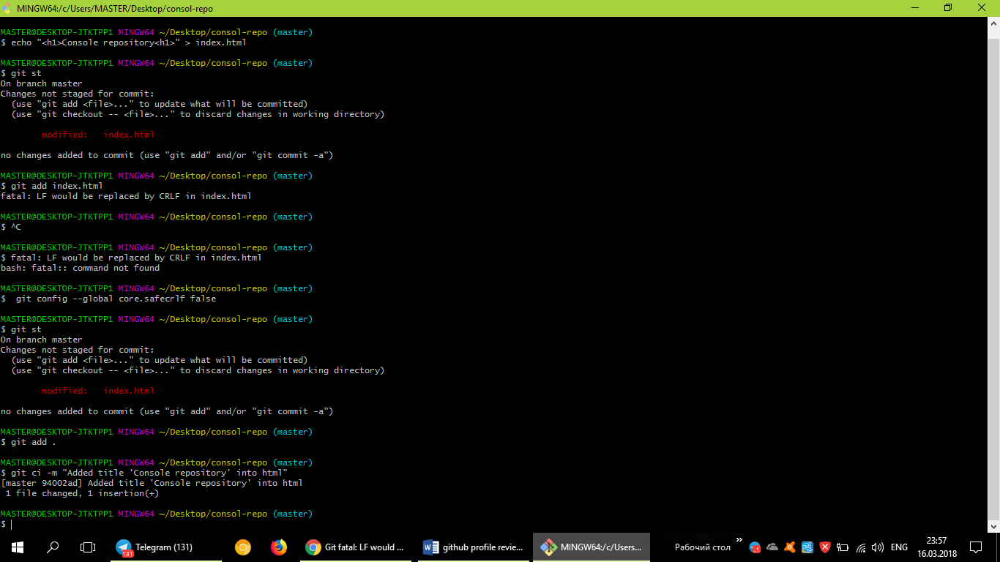 MINGW64:/c/Users/MASTER/Desktop/consol-repo
MASTER@DESKTOP-JTKTPP1 MINGW64 ~/Desktop/consol-repo (master)
$ echo "<h1>Console repository<h1>" > index.html
MASTER@DESKTOP-JTKTPP1 MINGW64 ~/Desktop/consol-repo (master)
$ git st
On branch master
Changes not staged for commit:
  (use "git add <file>..." to update what will be committed)
  (use "git checkout -- <file>..." to discard changes in working directory)
        modified:   index.html
no changes added to commit (use "git add" and/or "git commit -a")
MASTER@DESKTOP-JTKTPP1 MINGW64 ~/Desktop/consol-repo (master)
$ git add index.html
fatal: LF would be replaced by CRLF in index.html
MASTER@DESKTOP-JTKTPP1 MINGW64 ~/Desktop/consol-repo (master)
$ ^C
MASTER@DESKTOP-JTKTPP1 MINGW64 ~/Desktop/consol-repo (master)
$ fatal: LF would be replaced by CRLF in index.html
bash: fatal:: command not found
MASTER@DESKTOP-JTKTPP1 MINGW64 ~/Desktop/consol-repo (master)
$  git config --global core.safecrlf false
MASTER@DESKTOP-JTKTPP1 MINGW64 ~/Desktop/consol-repo (master)
$ git st
On branch master
Changes not staged for commit:
  (use "git add <file>..." to update what will be committed)
  (use "git checkout -- <file>..." to discard changes in working directory)
        modified:   index.html
no changes added to commit (use "git add" and/or "git commit -a")
MASTER@DESKTOP-JTKTPP1 MINGW64 ~/Desktop/consol-repo (master)
$ git add .
MASTER@DESKTOP-JTKTPP1 MINGW64 ~/Desktop/consol-repo (master)
$ git ci -m "Added title 'Console repository' into html"
[master 94002ad] Added title 'Console repository' into html
 1 file changed, 1 insertion(+)
MASTER@DESKTOP-JTKTPP1 MINGW64 ~/Desktop/consol-repo (master)
$
131 Telegram (131) Git fatal: LF would ... github profile revie... MINGW64:/c/Users... Рабочий стол ENG 23:57
16.03.2018